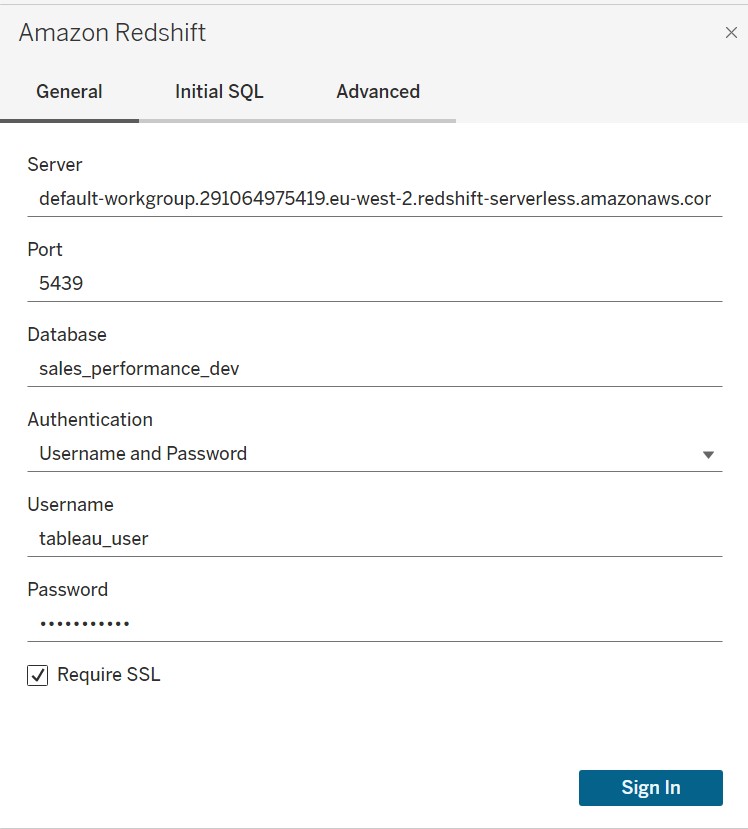 Amazon Redshift
General Initial SQL Advanced
Server
default-workgroup.291064975419.eu-west-2.redshift-serverless.amazonaws.cor
Port
5439
Database
sales_performance_dev
Authentication
Username and Password
Username
tableau_user
Password
•••••••••••
Require SSL
Sign In